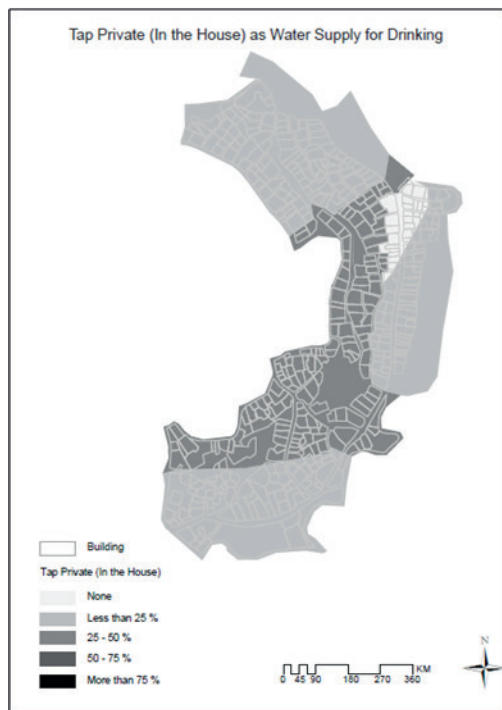 Tap Private (In the House) as Water Supply for Drinking
Building
Tap Private (In the House)
None
Less than 25 %
25 - 50 %
50 - 75 %
More than 75 %
N
KM
0 45 90 180 270 360